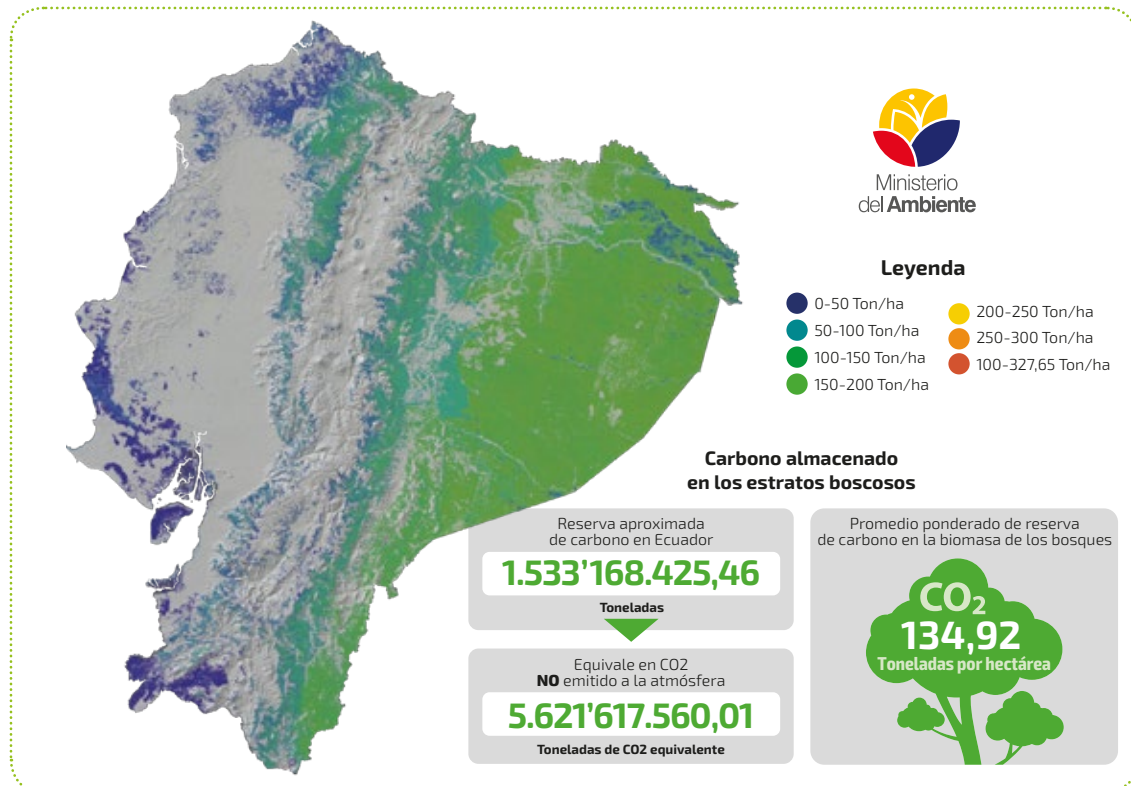 Ministerio
del Ambiente
Leyenda
0-50 Ton/ha
50-100 Ton/ha
100-150 Ton/ha
150-200 Ton/ha
200-250 Ton/ha
250-300 Ton/ha
100-327,65 Ton/ha
Carbono almacenado
en los estratos boscosos
Reserva aproximada
de carbono en Ecuador
1.533’168.425,46
Toneladas
Equivale en CO2
NO emitido a la atmósfera
5.621’617.560,01
Toneladas de CO2 equivalente
Promedio ponderado de reserva
de carbono en la biomasa de los bosques
CO₂
134,92
Toneladas por hectárea